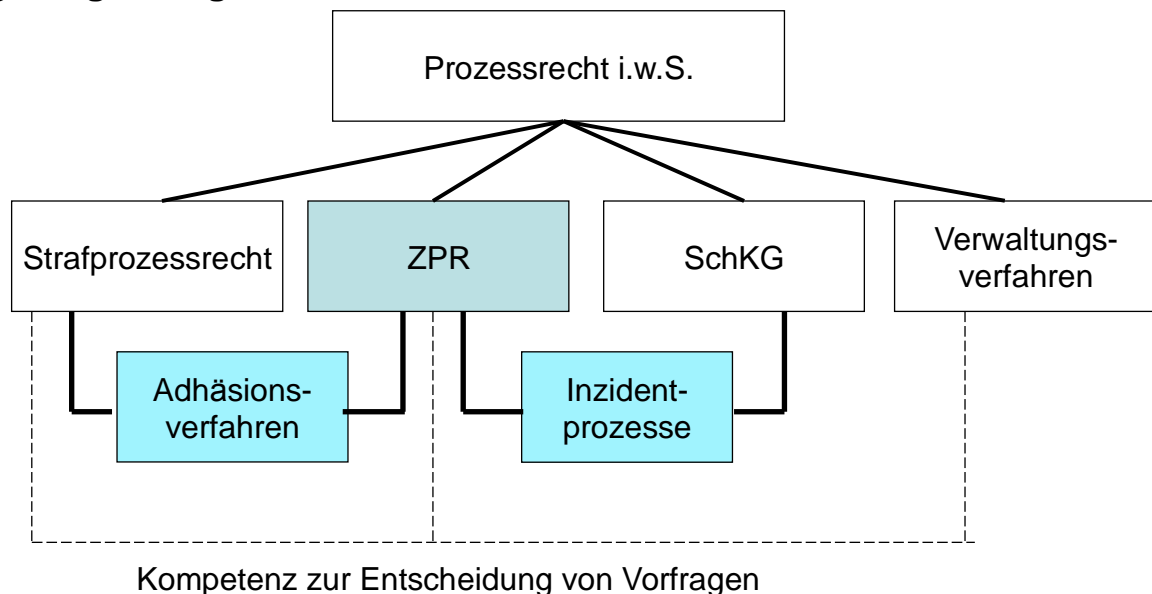 Prozessrecht i.w.S.
Strafprozessrecht
ZPR
SchKG
Verwaltungs-
verfahren
Adhäsions-
verfahren
Inzident-
prozesse
Kompetenz zur Entscheidung von Vorfragen